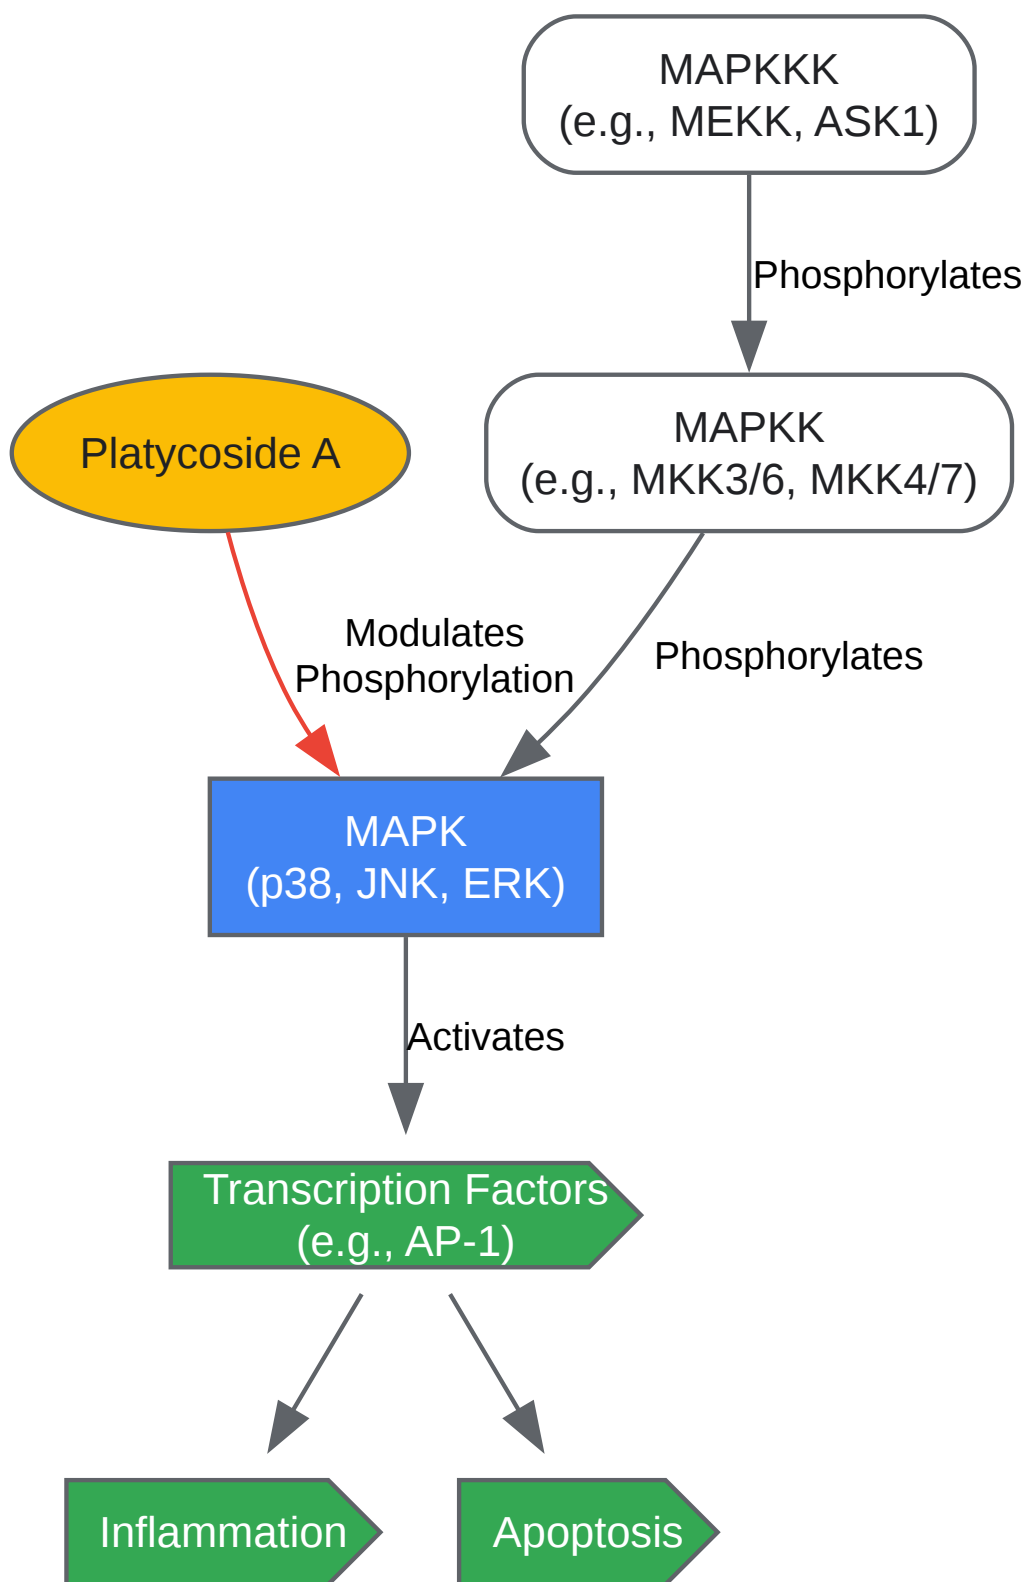 MAPKKK
(e.g., MEKK, ASK1)
Phosphorylates
Platycoside A
MAPKK
(e.g., MKK3/6, MKK4/7)
Modulates
Phosphorylation
Phosphorylates
MAPK
(p38, JNK, ERK)
Activates
Transcription Factors
(e.g., AP-1)
Inflammation
Apoptosis